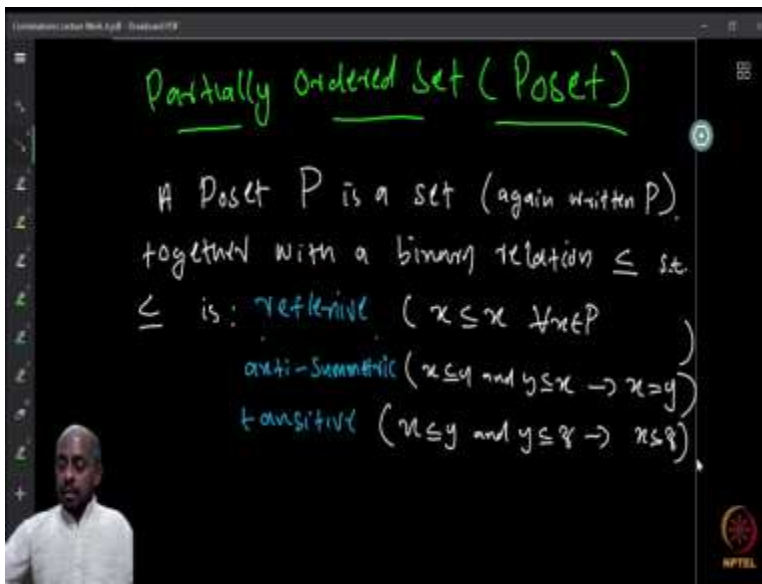 Partially Ordered Set (Poset)
A Poset P is a set (again written P)
together with a binary relation ≤ s.t.
≤ is: reflexive (x ≤ x ∀x∈P)
anti-Symmetric (x≤y and y≤x → x=y)
tansitive (x≤y and y≤z → x≤z)
NPTEL